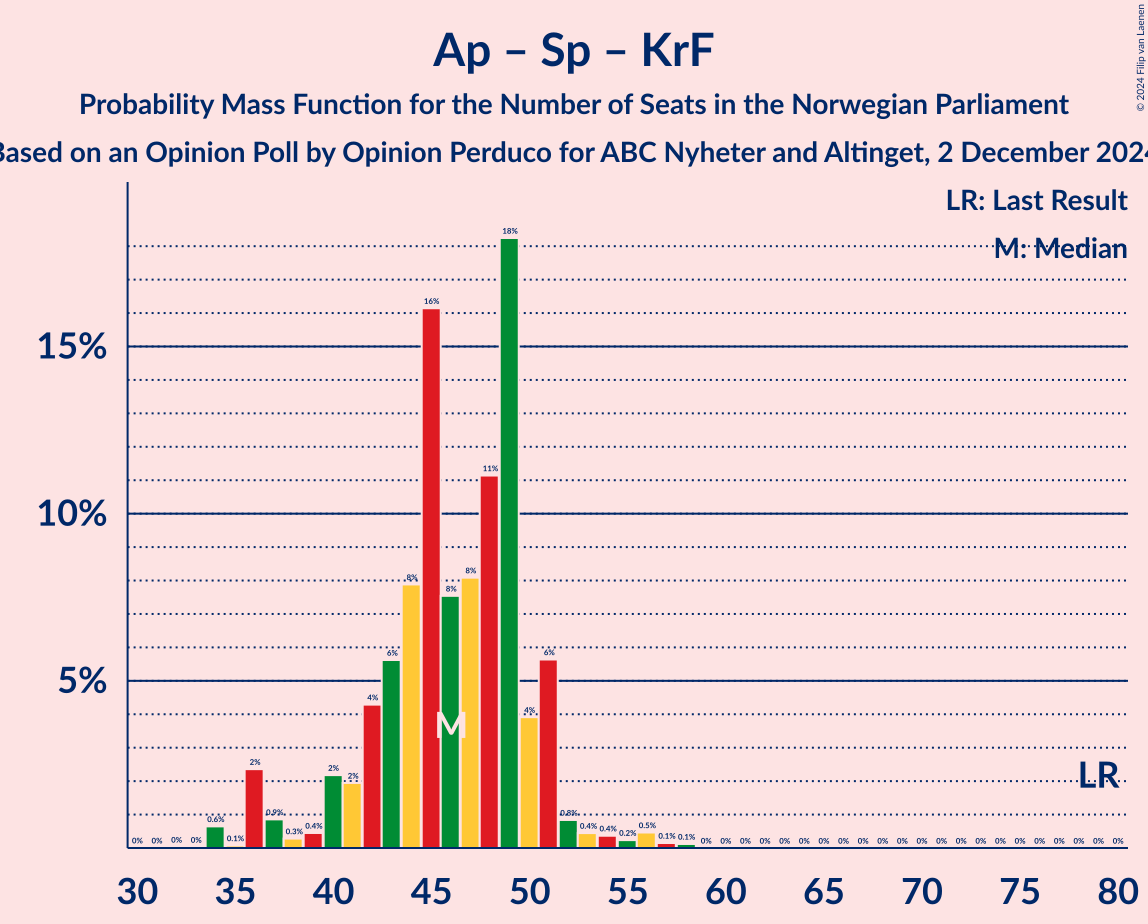 Ap – Sp – KrF
Probability Mass Function for the Number of Seats in the Norwegian Parliament
Based on an Opinion Poll by Opinion Perduco for ABC Nyheter and Altinget, 2 December 2024
© 2024 Filip van Laenen
LR: Last Result
M: Median
15%
10%
5%
0% 0% 0% 0% 0.6% 0.1% 2% 0.9% 0.3% 0.4% 2% 2% 4% 6% 8% 16% 8% 8% 11% 18% 4% 6% 0.8% 0.4% 0.4% 0.2% 0.5% 0.1% 0.1% 0% 0% 0% 0% 0% 0% 0% 0% 0% 0% 0% 0% 0% 0% 0% 0% 0% 0% 0% 0% 0% 0%
M
LR
30 35 40 45 50 55 60 65 70 75 80